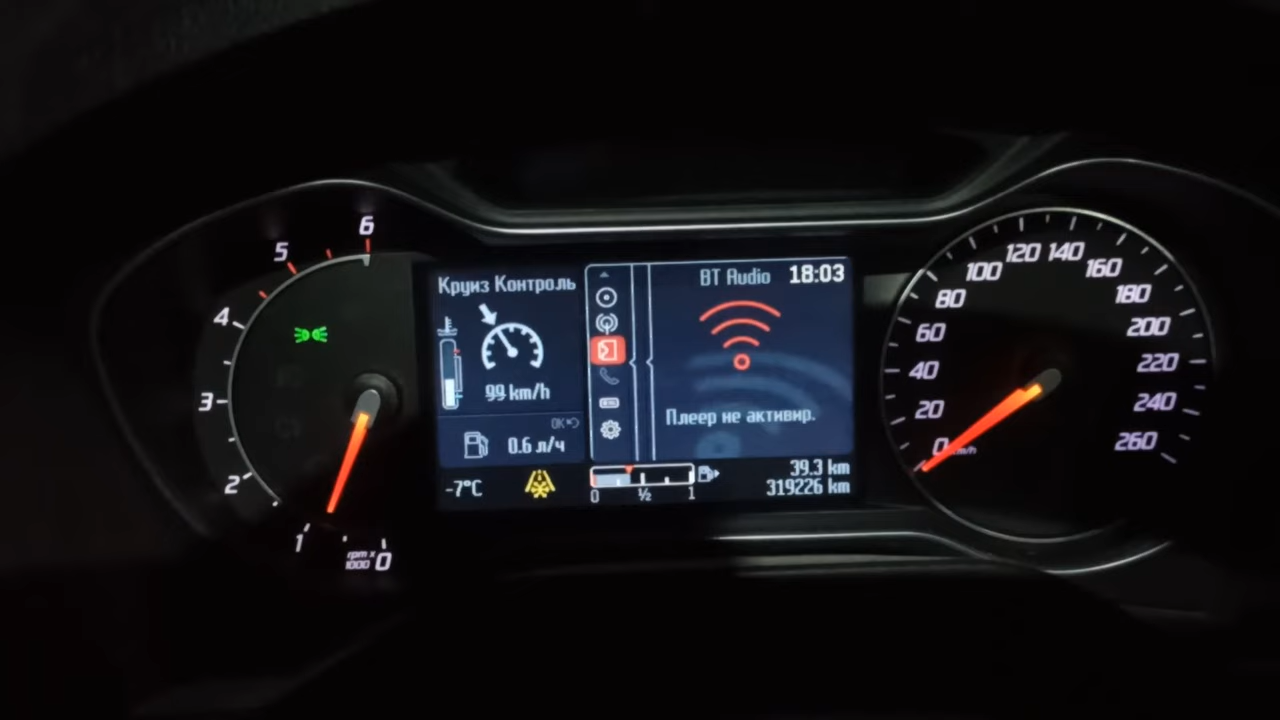 6
5
4
3
2
1
rpm x
1000
0
Круиз Контроль
99 km/h
OK
0.6 л/ч
-7°C
BT Audio 18:03
Плеер не активир.
0 ½ 1
39.3 km
319226 km
0
20
40
60
80
100
120
140
160
180
200
220
240
260
km/h